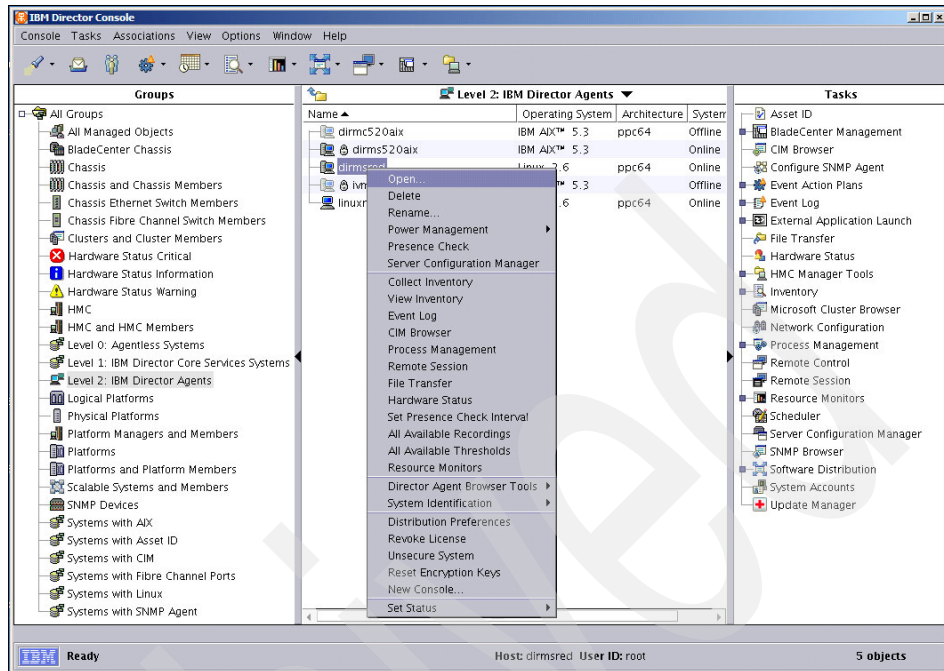 IBM Director Console
Console Tasks Associations View Options Window Help
Groups
All Groups
All Managed Objects
BladeCenter Chassis
Chassis
Chassis and Chassis Members
Chassis Ethernet Switch Members
Chassis Fibre Channel Switch Members
Clusters and Cluster Members
Hardware Status Critical
Hardware Status Information
Hardware Status Warning
HMC
HMC and HMC Members
Level 0: Agentless Systems
Level 1: IBM Director Core Services Systems
Level 2: IBM Director Agents
Logical Platforms
Physical Platforms
Platform Managers and Members
Platforms
Platforms and Platform Members
Scalable Systems and Members
SNMP Devices
Systems with AIX
Systems with Asset ID
Systems with CIM
Systems with Fibre Channel Ports
Systems with Linux
Systems with SNMP Agent
Level 2: IBM Director Agents
Name Operating System Architecture System
dirmc520aix IBM AIX™ 5.3 ppc64 Offline
dirms520aix IBM AIX™ 5.3 Online
dirmsred Linux 2.6 ppc64 Online
™ 5.3 Offline
.6 ppc64 Online
Open...
Delete
Rename...
Power Management
Presence Check
Server Configuration Manager
Collect Inventory
View Inventory
Event Log
CIM Browser
Process Management
Remote Session
File Transfer
Hardware Status
Set Presence Check Interval
All Available Recordings
All Available Thresholds
Resource Monitors
Director Agent Browser Tools
System Identification
Distribution Preferences
Revoke License
Unsecure System
Reset Encryption Keys
New Console...
Set Status
Tasks
Asset ID
BladeCenter Management
CIM Browser
Configure SNMP Agent
Event Action Plans
Event Log
External Application Launch
File Transfer
Hardware Status
HMC Manager Tools
Inventory
Microsoft Cluster Browser
Network Configuration
Process Management
Remote Control
Remote Session
Resource Monitors
Scheduler
Server Configuration Manager
SNMP Browser
Software Distribution
System Accounts
Update Manager
IBM Ready Host: dirmsred User ID: root 5 objects